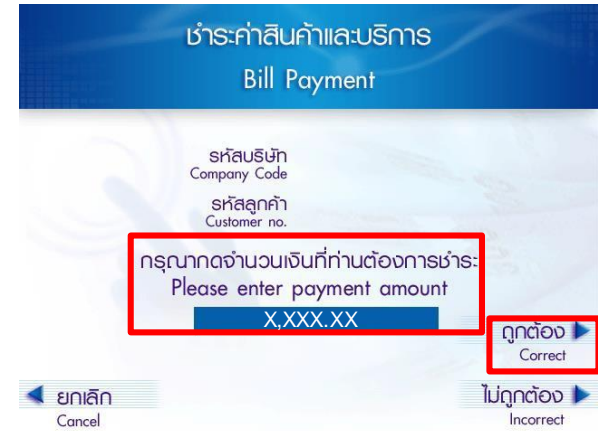 ชำระค่าสินค้าและบริการ
Bill Payment
รหัสบริษัท
Company Code
รหัสลูกค้า
Customer no.
กรุณากดจำนวนเงินที่ท่านต้องการชำระ
Please enter payment amount
X,XXX.XX
ถูกต้อง
Correct
ยกเลิก
Cancel
ไม่ถูกต้อง
Incorrect